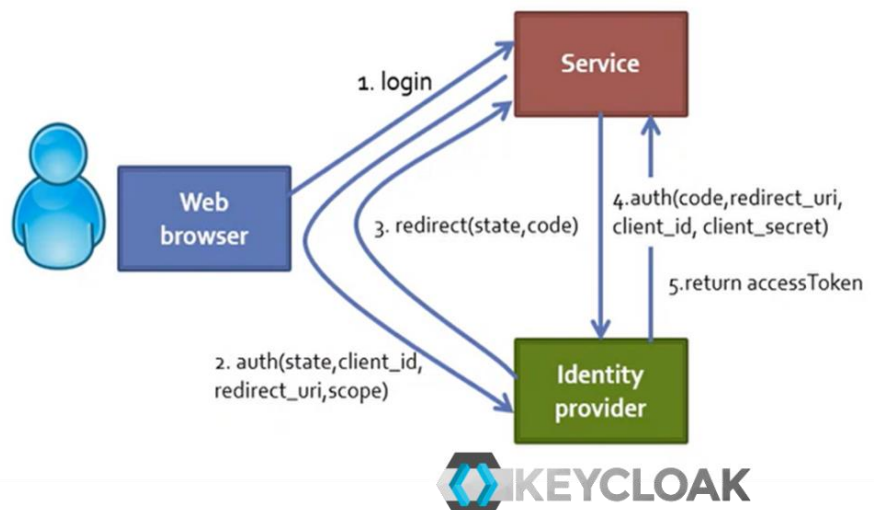 1. login
Service
Web
browser
3. redirect(state,code)
4.auth(code,redirect_uri,
client_id, client_secret)
5.return accessToken
2. auth(state,client_id,
redirect_uri,scope)
Identity
provider
KEYCLOAK